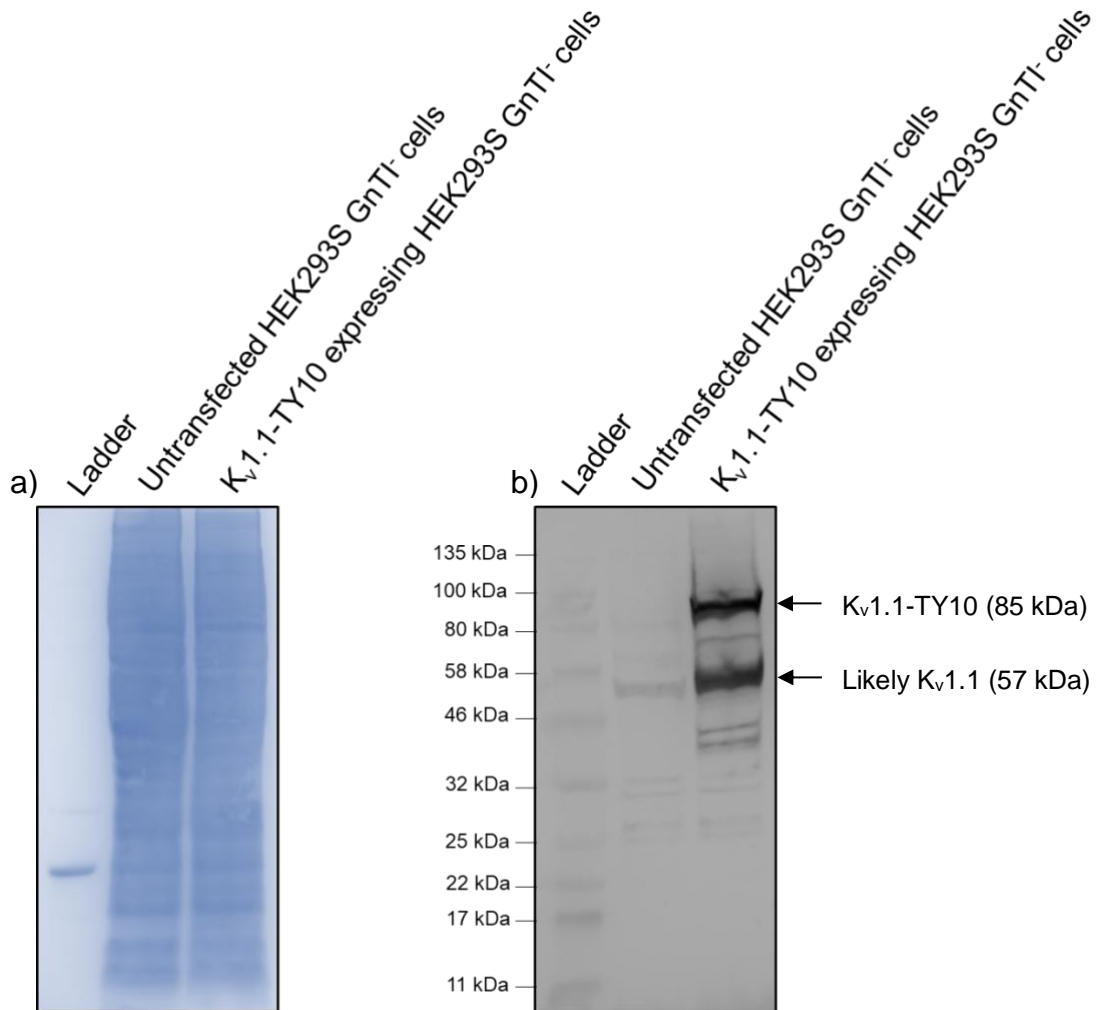 a)
Ladder
Untransfected HEK293S GnTI- cells
Kv1.1-TY10 expressing HEK293S GnTI- cells
b)
Ladder
Untransfected HEK293S GnTI- cells
Kv1.1-TY10 expressing HEK293S GnTI- cells
135 kDa
100 kDa
80 kDa
58 kDa
46 kDa
32 kDa
25 kDa
22 kDa
17 kDa
11 kDa
Kv1.1-TY10 (85 kDa)
Likely Kv1.1 (57 kDa)